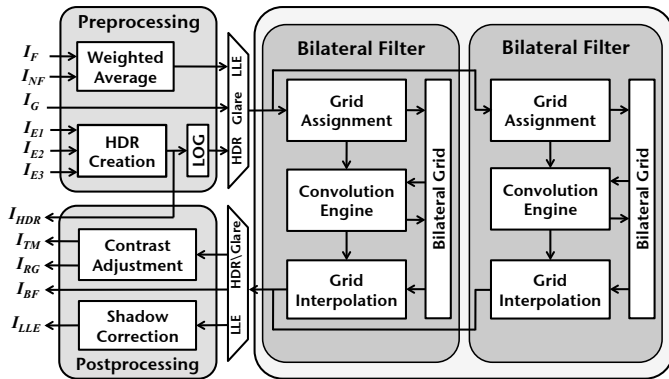 Preprocessing
I_F
I_NF
Weighted
Average
I_G
I_E1
I_E2
I_E3
HDR
Creation
LOG
LLE
Glare
HDR
Bilateral Filter
Grid
Assignment
Convolution
Engine
Grid
Interpolation
Bilateral Grid
Bilateral Filter
Grid
Assignment
Convolution
Engine
Grid
Interpolation
Bilateral Grid
I_HDR
I_TM
I_RG
I_BF
I_LLE
Contrast
Adjustment
Shadow
Correction
HDR\Glare
LLE
Postprocessing